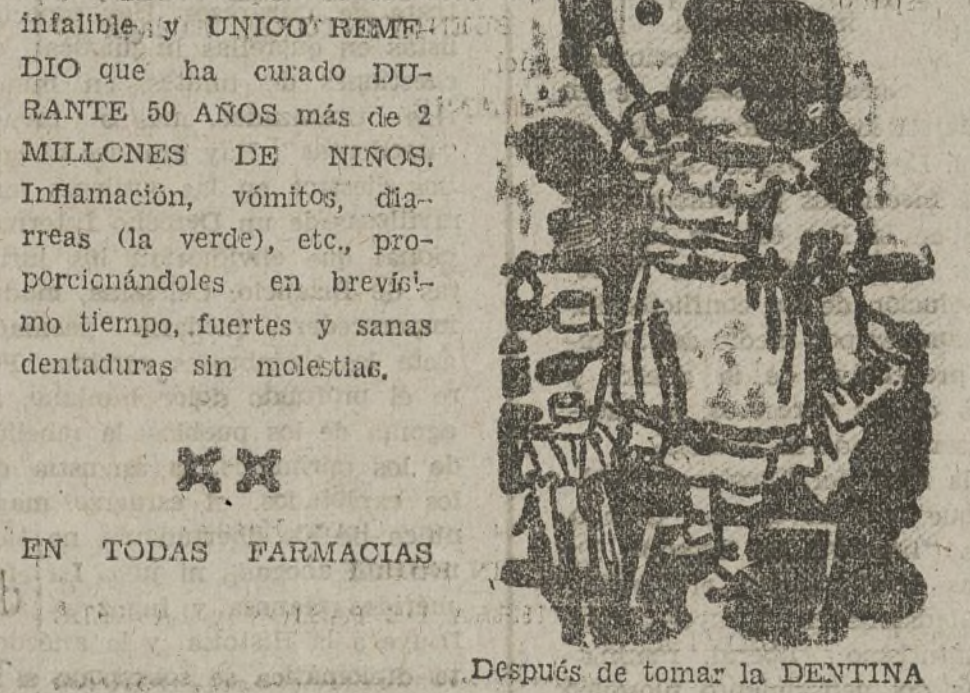 infalible, y UNICO REME-
DIO que ha curado DU-
RANTE 50 AÑOS más de 2
MILLONES DE NIÑOS.
Inflamación, vómitos, dia-
rreas (la verde), etc., pro-
porcionándoles en brevísi-
mo tiempo, fuertes y sanas
dentaduras sin molestias.
EN TODAS FARMACIAS
Después de tomar la DENTINA